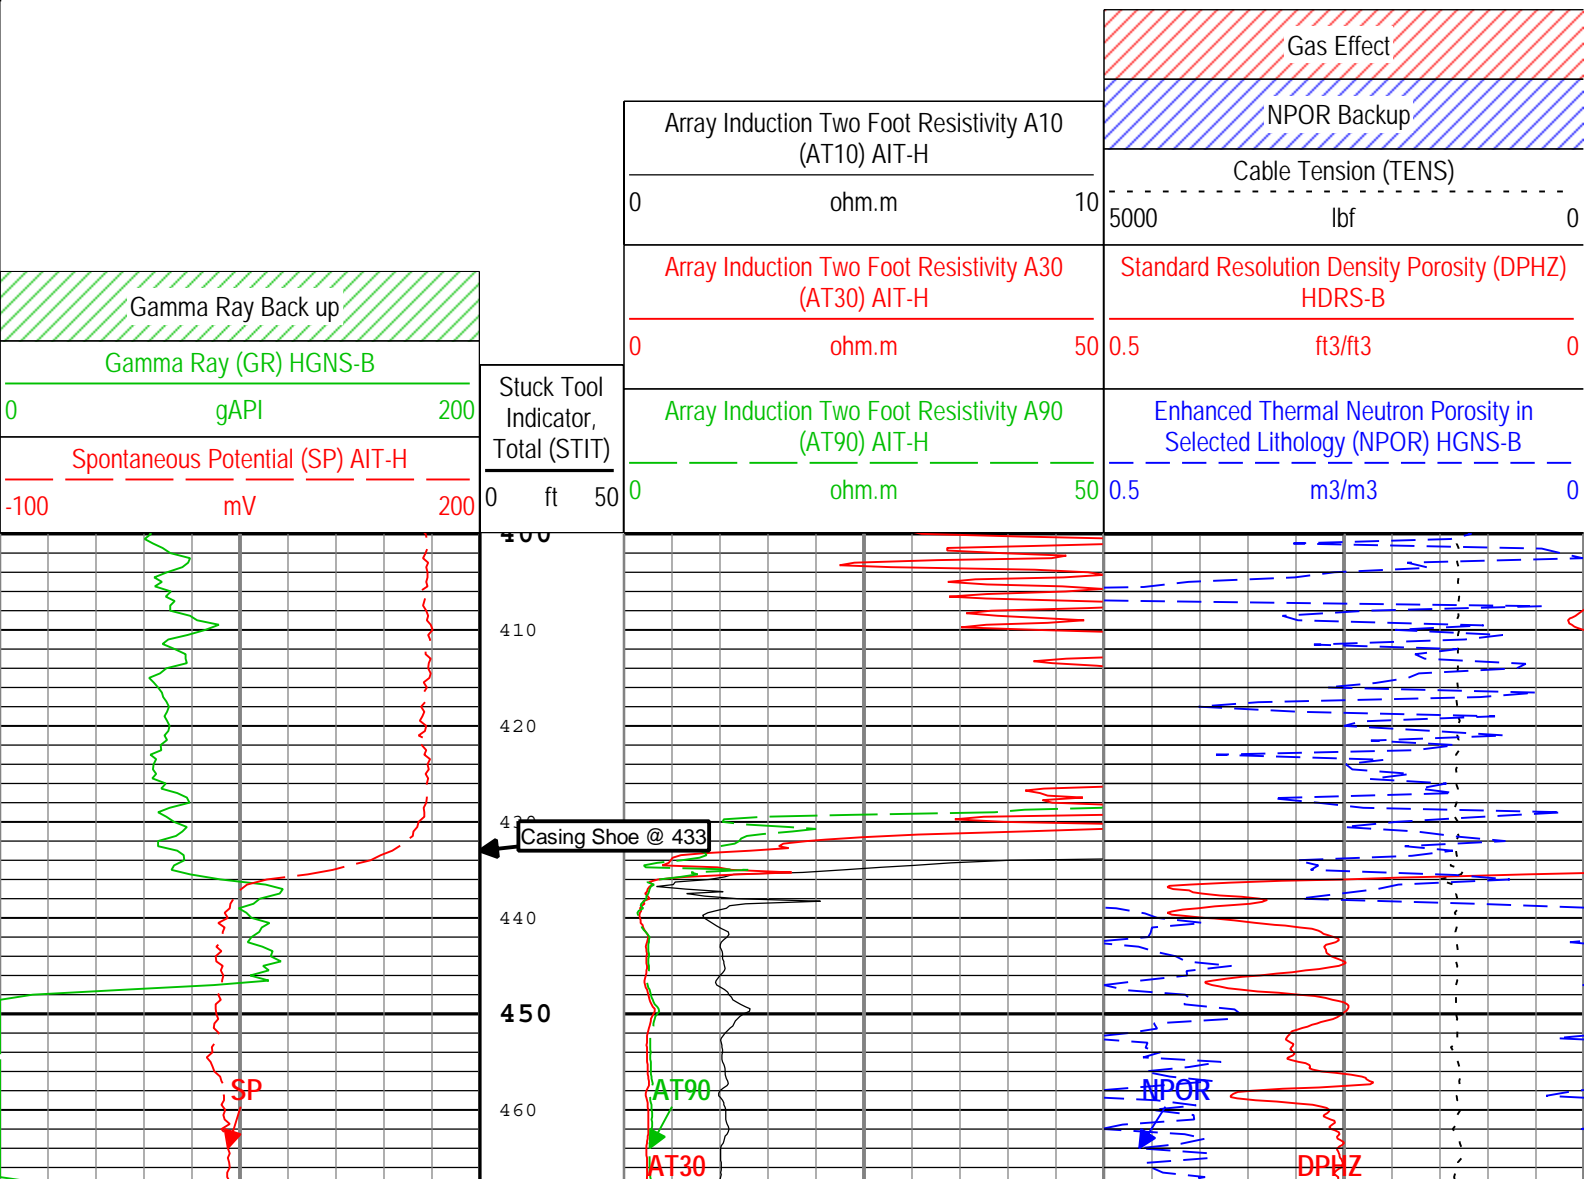 Gas Effect
NPOR Backup
Cable Tension (TENS)
5000 lbf 0
Array Induction Two Foot Resistivity A10
(AT10) AIT-H
0 ohm.m 10
Array Induction Two Foot Resistivity A30
(AT30) AIT-H
0 ohm.m 50
Standard Resolution Density Porosity (DPHZ)
HDRS-B
0.5 ft3/ft3 0
Gamma Ray Back up
Gamma Ray (GR) HGNS-B
0 gAPI 200
Spontaneous Potential (SP) AIT-H
-100 mV 200
Stuck Tool
Indicator,
Total (STIT)
0 ft 50
Array Induction Two Foot Resistivity A90
(AT90) AIT-H
0 ohm.m 50
Enhanced Thermal Neutron Porosity in
Selected Lithology (NPOR) HGNS-B
0.5 m3/m3 0
400
410
420
430
Casing Shoe @ 433
440
450
SP
AT90
NPOR
460
AT30
DPHZ